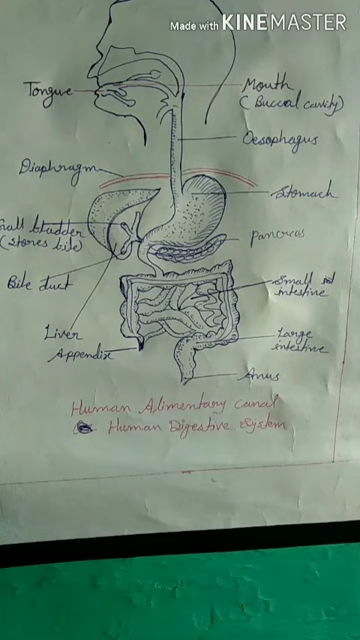 Made with KINEMASTER
Tongue
Mouth
(Buccal cavity)
Oesophagus
Diaphragm
Stomach
Gall bladder
(stores bile)
Pancreas
Bile duct
Small
intestine
Liver
Appendix
Large
intestine
Anus
Human Alimentary Canal
Human Digestive System